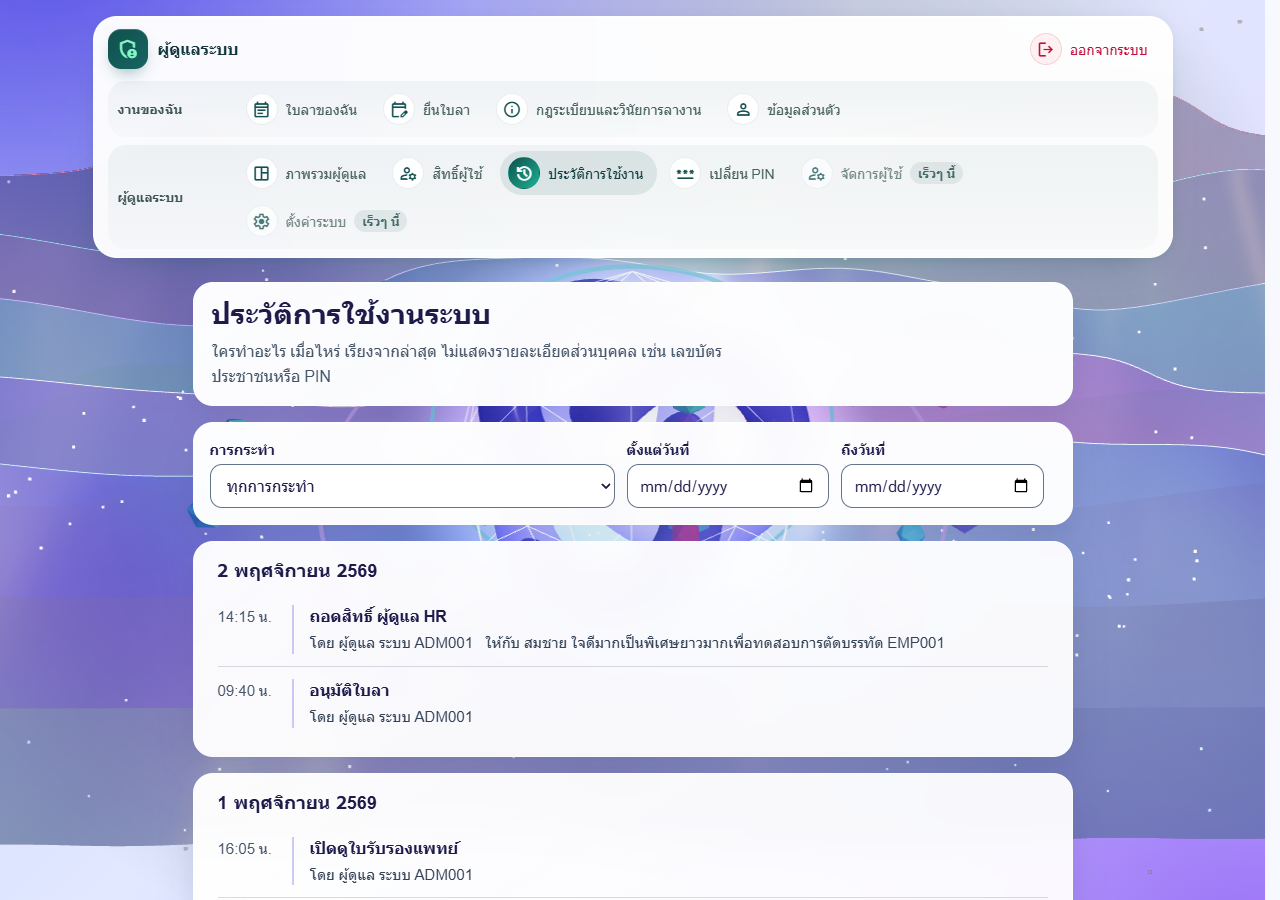 ผู้ดูแลระบบ
ออกจากระบบ
งานของฉัน
ใบลาของฉัน
ยื่นใบลา
กฎระเบียบและวินัยการลางาน
ข้อมูลส่วนตัว
ผู้ดูแลระบบ
ภาพรวมผู้ดูแล
สิทธิ์ผู้ใช้
ประวัติการใช้งาน
เปลี่ยน PIN
จัดการผู้ใช้ เร็วๆ นี้
ตั้งค่าระบบ เร็วๆ นี้
ประวัติการใช้งานระบบ
ใครทำอะไร เมื่อไหร่ เรียงจากล่าสุด ไม่แสดงรายละเอียดส่วนบุคคล เช่น เลขบัตร
ประชาชนหรือ PIN
การกระทำ
ตั้งแต่วันที่
ถึงวันที่
ทุกการกระทำ
mm/dd/yyyy
mm/dd/yyyy
2 พฤศจิกายน 2569
14:15 น.
ถอดสิทธิ์ ผู้ดูแล HR
โดย ผู้ดูแล ระบบ ADM001 ให้กับ สมชาย ใจดีมากเป็นพิเศษยาวมากเพื่อทดสอบการตัดบรรทัด EMP001
09:40 น.
อนุมัติใบลา
โดย ผู้ดูแล ระบบ ADM001
1 พฤศจิกายน 2569
16:05 น.
เปิดดูใบรับรองแพทย์
โดย ผู้ดูแล ระบบ ADM001